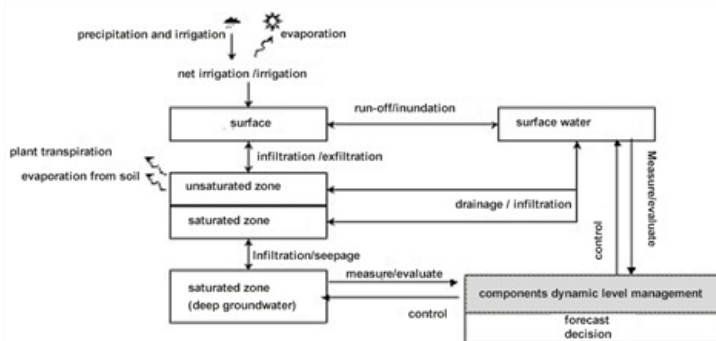 precipitation and irrigation
evaporation
net irrigation /irrigation
surface
run-off/inundation
surface water
infiltration /exfiltration
plant transpiration
evaporation from soil
unsaturated zone
saturated zone
drainage / infiltration
Measure/evaluate
control
Infiltration/seepage
measure/evaluate
saturated zone
(deep groundwater)
control
components dynamic level management
forecast
decision